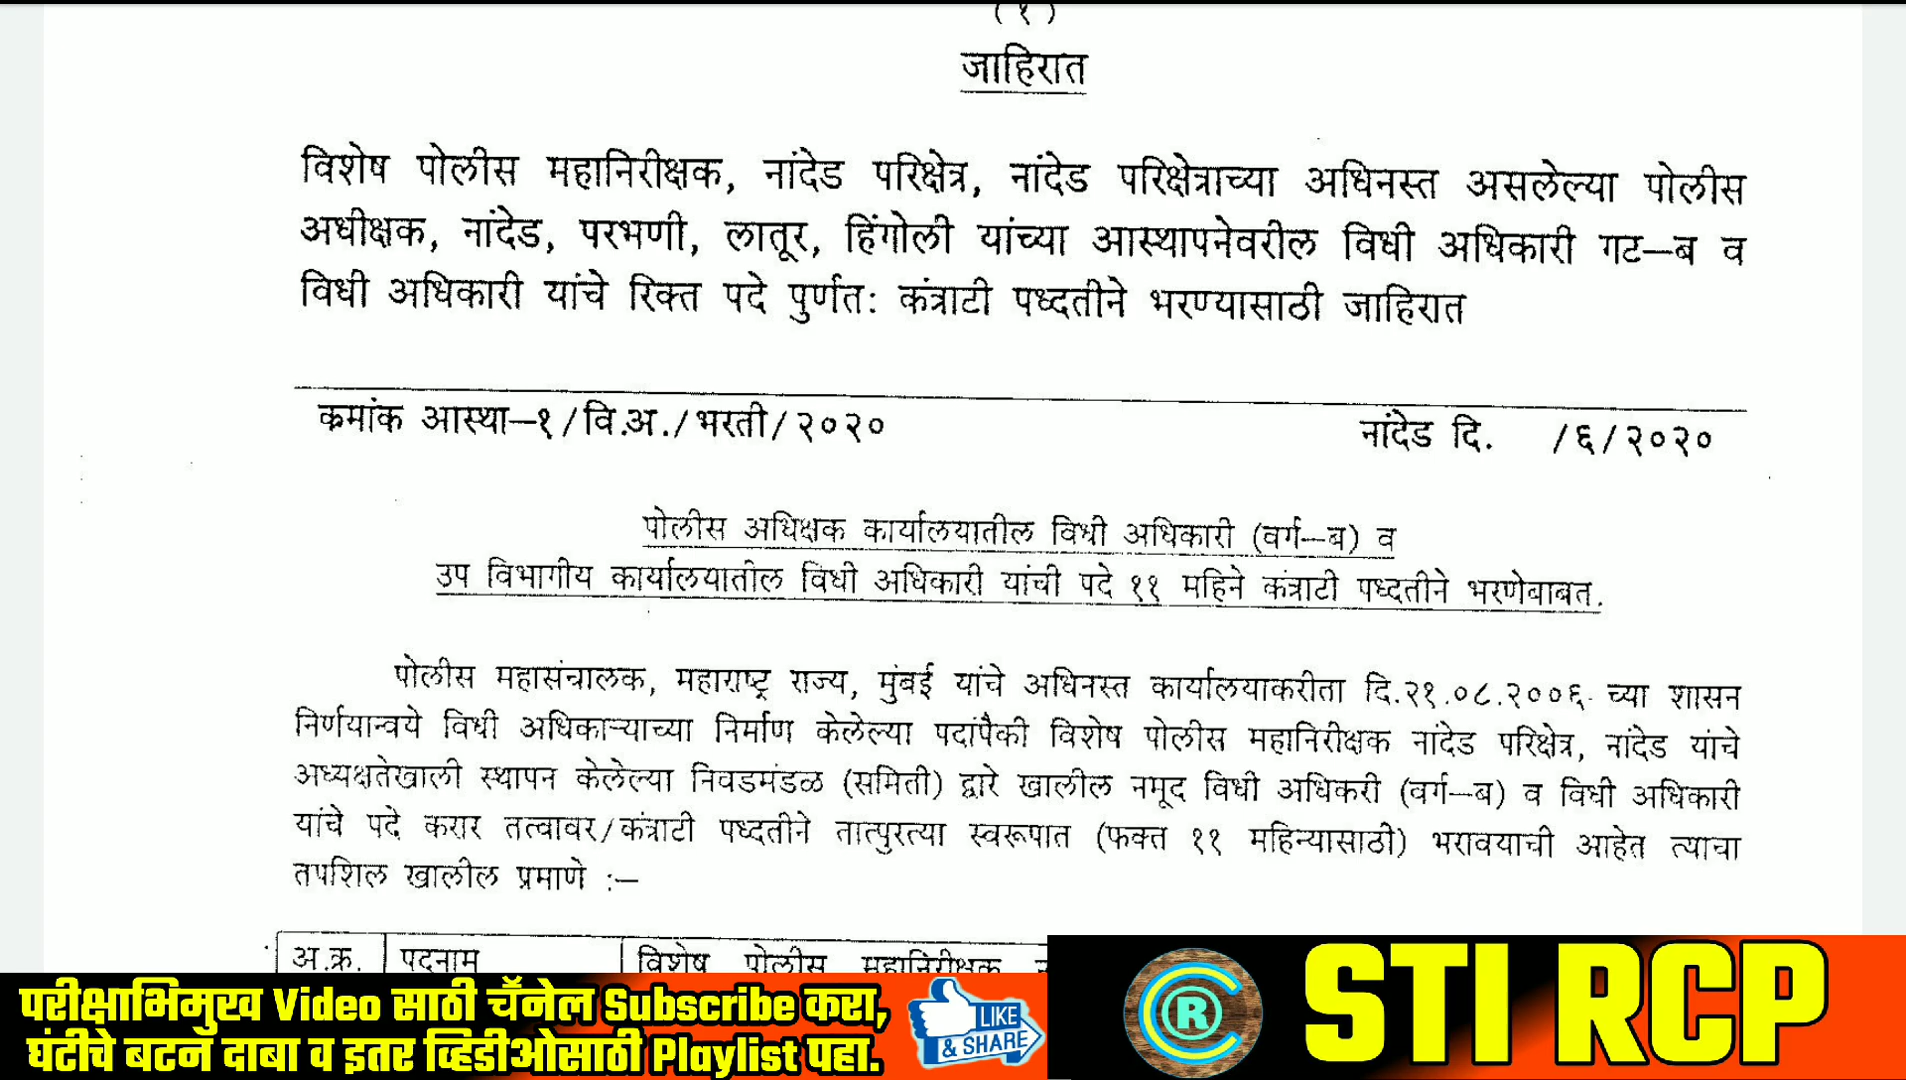 ( १ )
जाहिरात
विशेष पोलीस महानिरीक्षक, नांदेड परिक्षेत्र, नांदेड परिक्षेत्राच्या अधिनस्त असलेल्या पोलीस
अधीक्षक, नांदेड, परभणी, लातूर, हिंगोली यांच्या आस्थापनेवरील विधी अधिकारी गट–ब व
विधी अधिकारी यांचे रिक्त पदे पुर्णतः कंत्राटी पध्दतीने भरण्यासाठी जाहिरात
क्रमांक आस्था–१/वि.अ./भरती/२०२० नांदेड दि. /६/२०२०
पोलीस अधिक्षक कार्यालयातील विधी अधिकारी (वर्ग–ब) व
उप विभागीय कार्यालयातील विधी अधिकारी यांची पदे ११ महिने कंत्राटी पध्दतीने भरणेबाबत.
पोलीस महासंचालक, महाराष्ट्र राज्य, मुंबई यांचे अधिनस्त कार्यालयाकरीता दि.२१.०८.२००६ च्या शासन
निर्णयान्वये विधी अधिकाऱ्याच्या निर्माण केलेल्या पदांपैकी विशेष पोलीस महानिरीक्षक नांदेड परिक्षेत्र, नांदेड यांचे
अध्यक्षतेखाली स्थापन केलेल्या निवडमंडळ (समिती) द्वारे खालील नमूद विधी अधिकरी (वर्ग–ब) व विधी अधिकारी
यांचे पदे करार तत्वावर/कंत्राटी पध्दतीने तात्पुरत्या स्वरूपात (फक्त ११ महिन्यासाठी) भरावयाची आहेत त्याचा
तपशिल खालील प्रमाणे :–
अ.क्र. पदनाम विशेष पोलीस महानिरीक्षक
परीक्षाभिमुख Video साठी चॅनेल Subscribe करा,
घंटीचे बटन दाबा व इतर व्हिडीओसाठी Playlist पहा.
LIKE
& SHARE
R
STI RCP